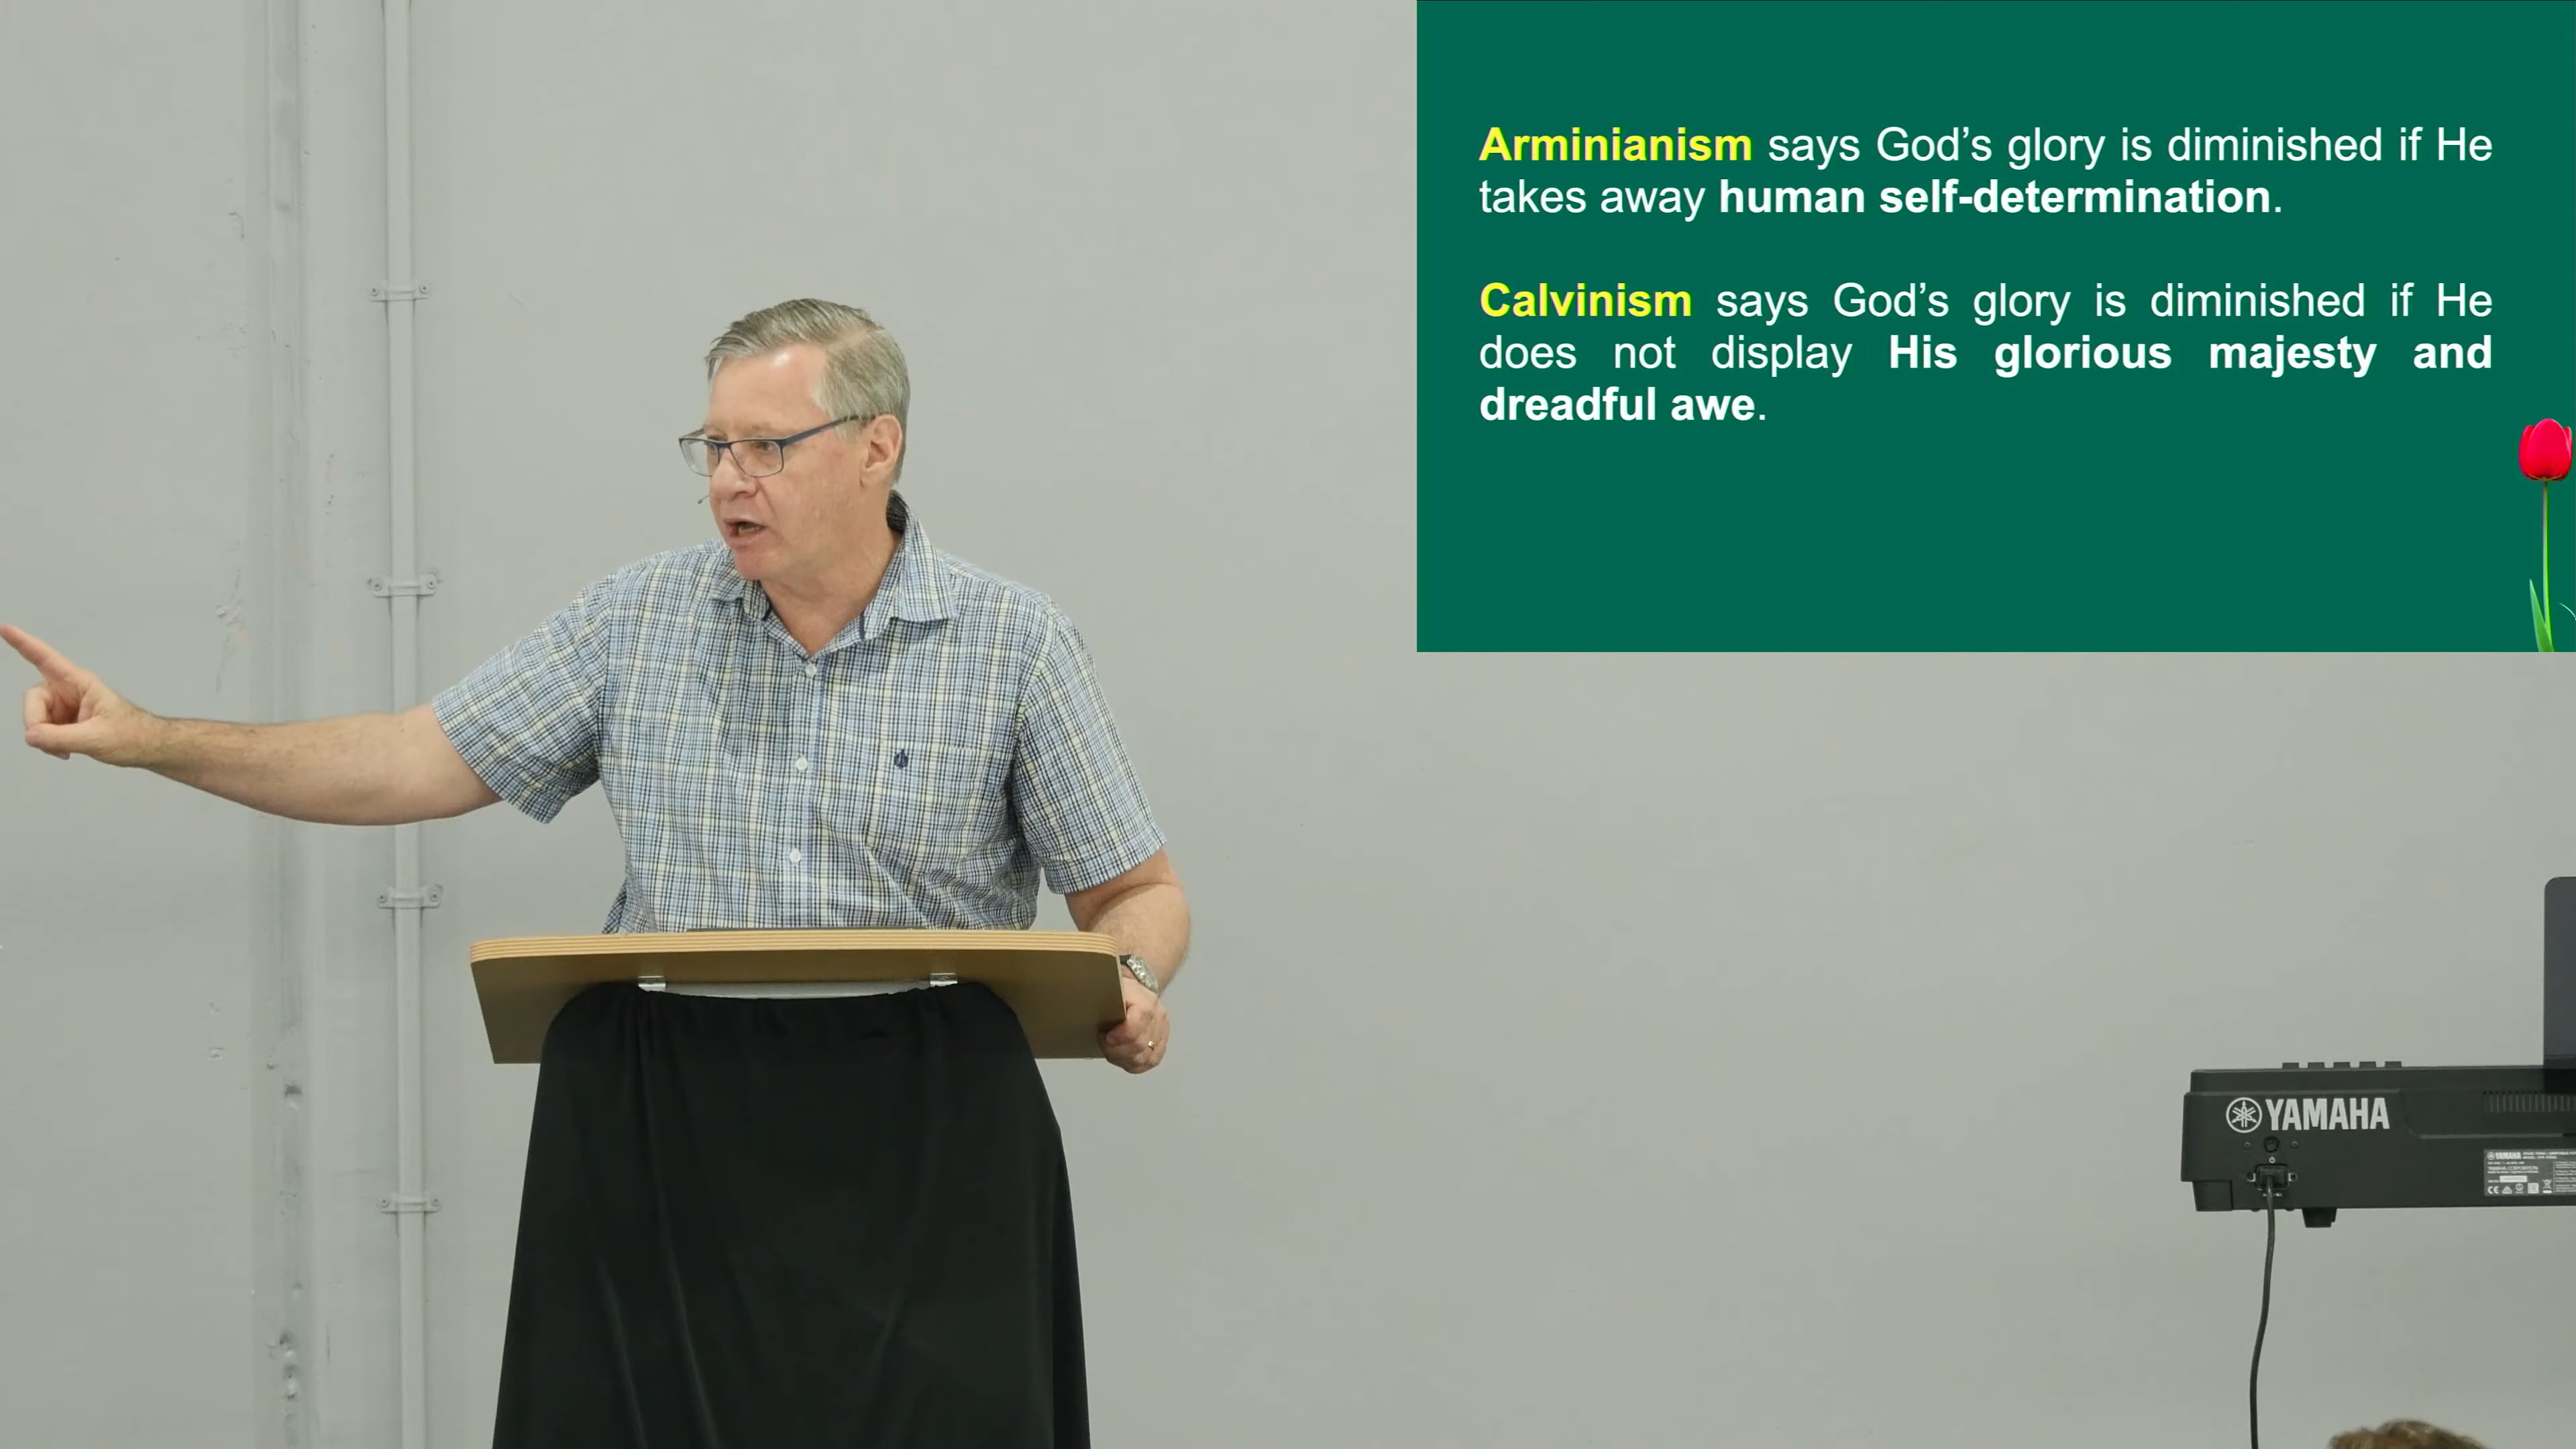 Arminianism says God’s glory is diminished if He
takes away human self-determination.
Calvinism says God’s glory is diminished if He
does not display His glorious majesty and
dreadful awe.
YAMAHA
YAMAHA